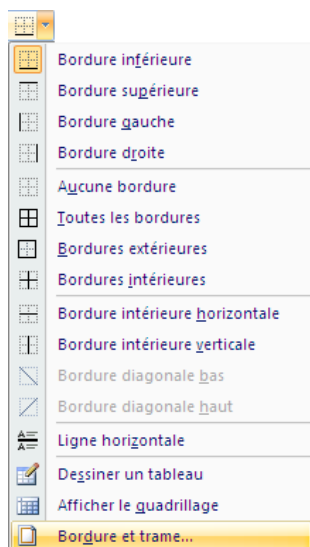 Bordure inférieure
Bordure supérieure
Bordure gauche
Bordure droite
Aucune bordure
Toutes les bordures
Bordures extérieures
Bordures intérieures
Bordure intérieure horizontale
Bordure intérieure verticale
Bordure diagonale bas
Bordure diagonale haut
Ligne horizontale
Dessiner un tableau
Afficher le quadrillage
Bordure et trame...